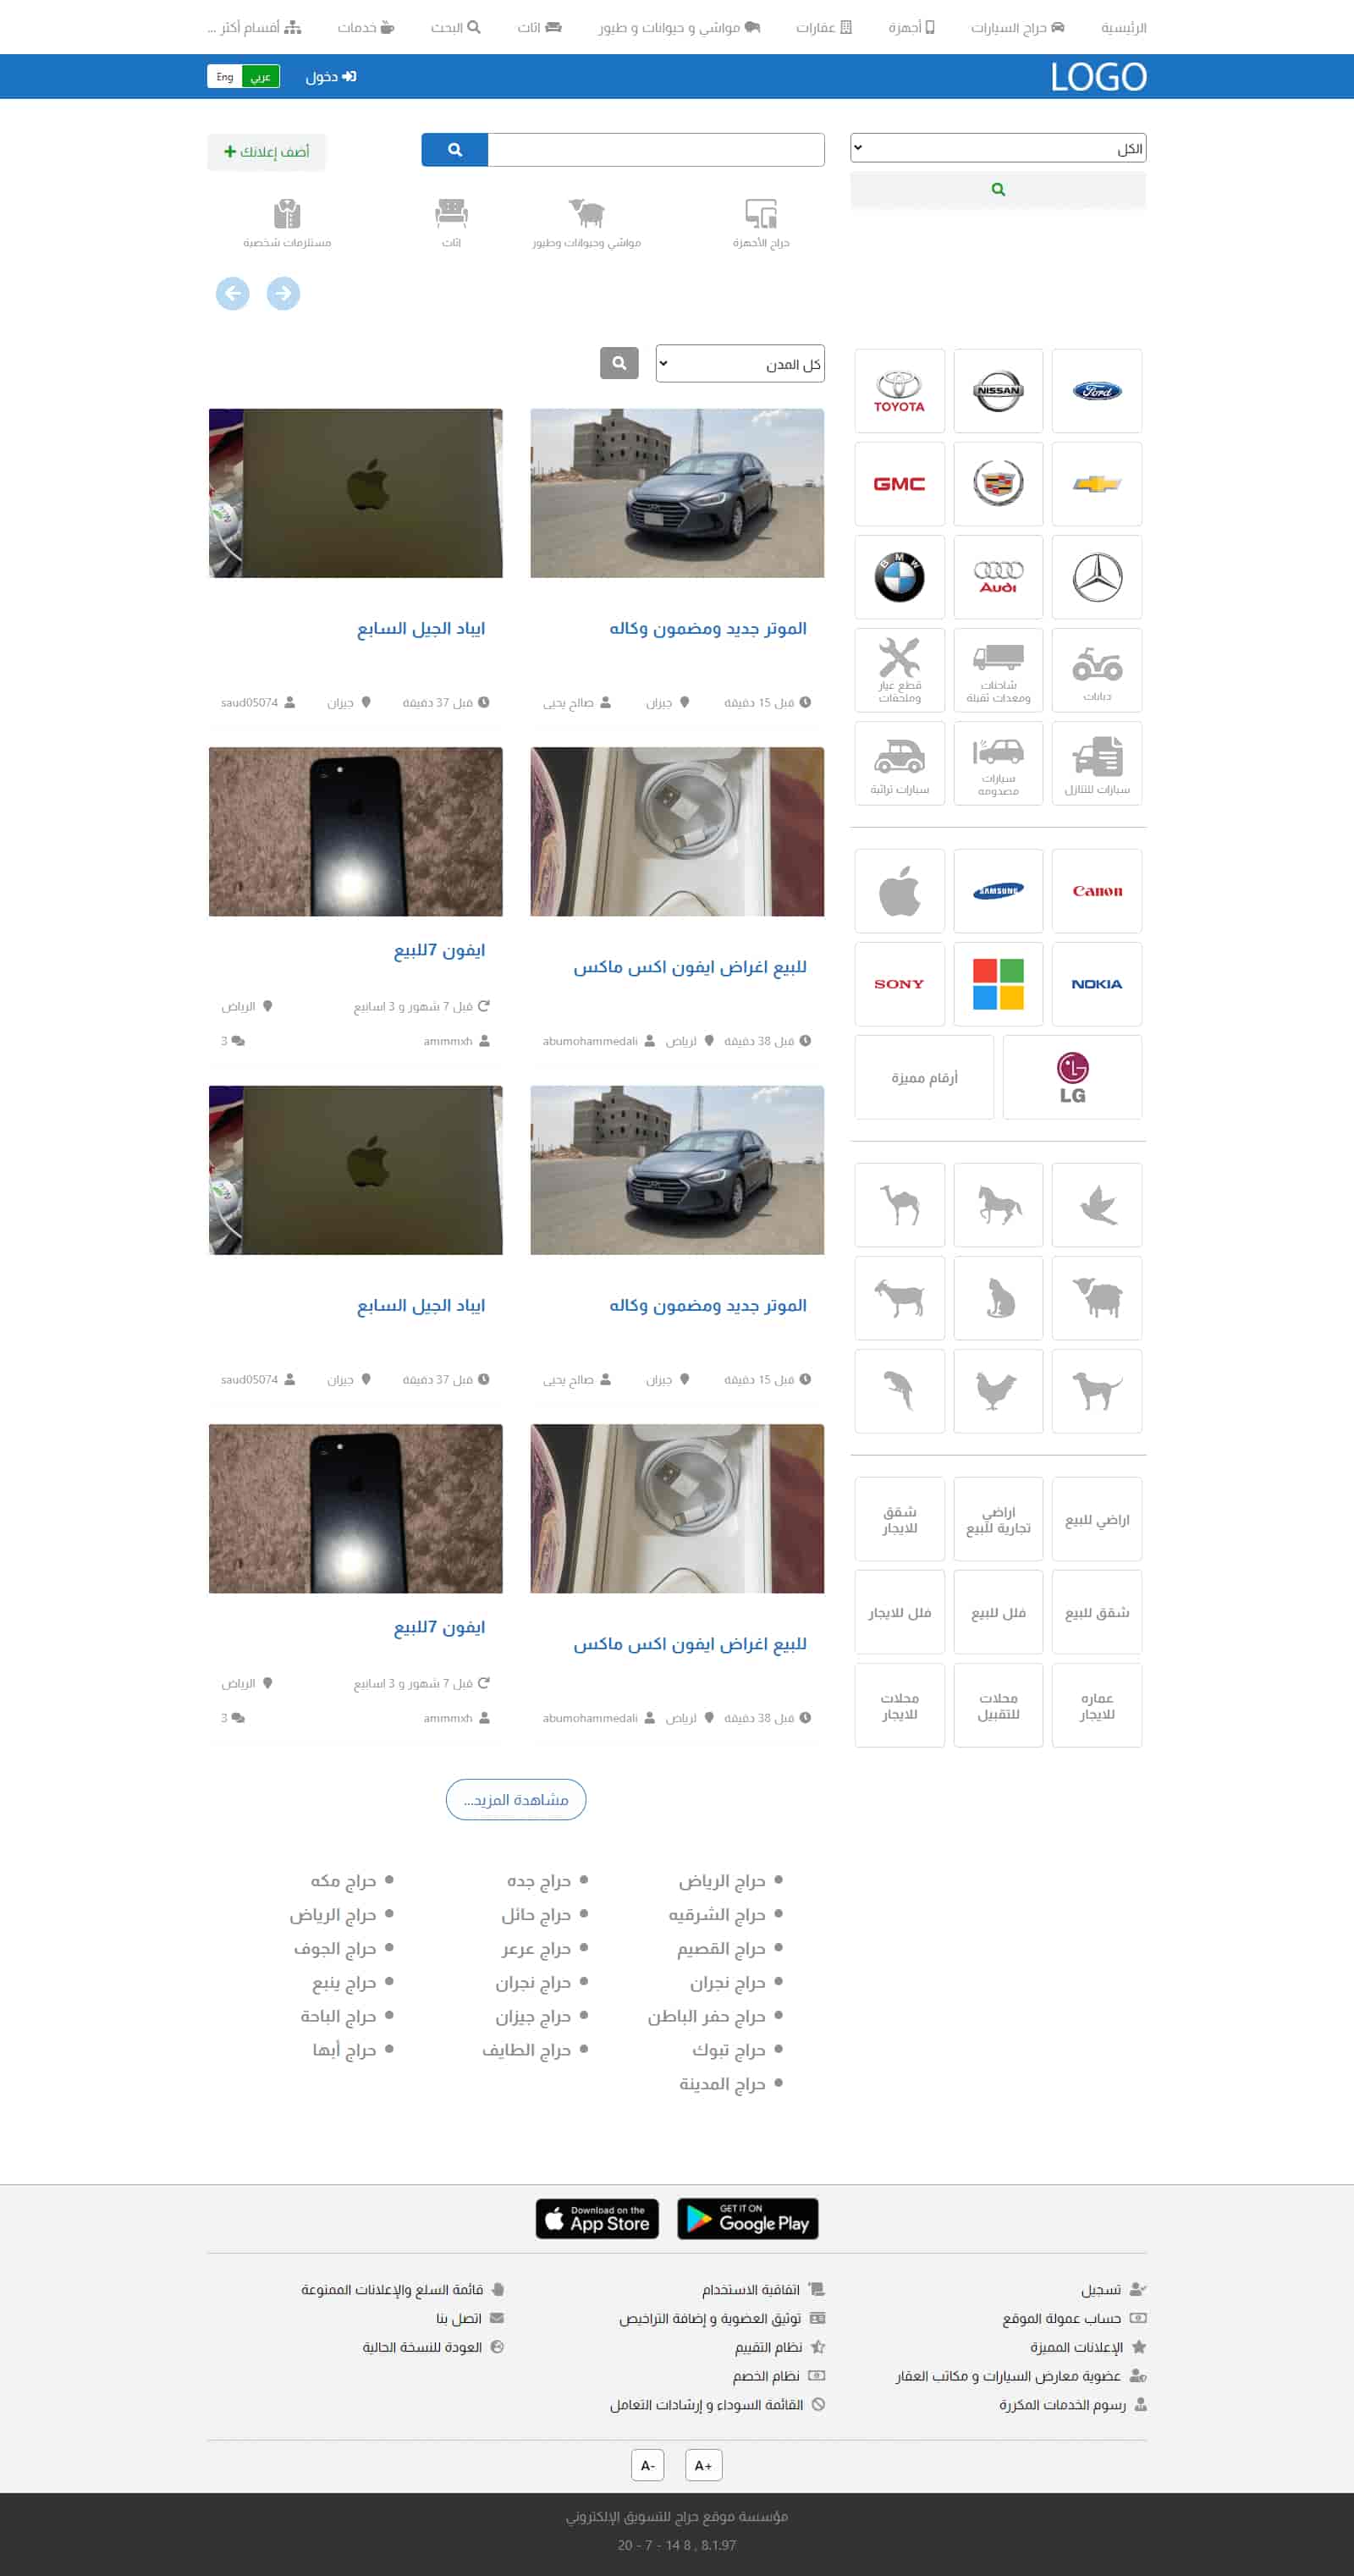 الرئيسية
حراج السيارات
أجهزة
عقارات
مواشي و حيوانات و طيور
اثاث
البحث
خدمات
أقسام أكثر ...
LOGO
دخول
عربي
Eng
الكل
أضف إعلانك
حراج الأجهزة
مواشي وحيوانات وطيور
اثاث
مستلزمات شخصية
كل المدن
Ford
NISSAN
TOYOTA
GMC
Audi
BMW
دبابات
شاحنات
ومعدات ثقيلة
قطع غيار
وملحقات
سيارات للتنازل
سيارات
مصدومه
سيارات تراثية
Canon
SAMSUNG
NOKIA
SONY
LG
أرقام مميزة
اراضي للبيع
اراضي
تجارية للبيع
شقق
للايجار
شقق للبيع
فلل للبيع
فلل للايجار
عماره
للايجار
محلات
للتقبيل
محلات
للايجار
الموتر جديد ومضمون وكاله
قبل 15 دقيقة
جيزان
صالح يحيى
ايباد الجيل السابع
قبل 37 دقيقة
جيزان
saud05074
للبيع اغراض ايفون اكس ماكس
قبل 38 دقيقة
لرياض
abumohammedali
ايفون 7للبيع
قبل 7 شهور و 3 اسابيع
الرياض
ammmxh
3
الموتر جديد ومضمون وكاله
قبل 15 دقيقة
جيزان
صالح يحيى
ايباد الجيل السابع
قبل 37 دقيقة
جيزان
saud05074
للبيع اغراض ايفون اكس ماكس
قبل 38 دقيقة
لرياض
abumohammedali
ايفون 7للبيع
قبل 7 شهور و 3 اسابيع
الرياض
ammmxh
3
مشاهدة المزيد...
حراج الرياض
حراج الشرقيه
حراج القصيم
حراج نجران
حراج حفر الباطن
حراج تبوك
حراج المدينة
حراج جده
حراج حائل
حراج عرعر
حراج نجران
حراج جيزان
حراج الطايف
حراج مكه
حراج الرياض
حراج الجوف
حراج ينبع
حراج الباحة
حراج أبها
GET IT ON
Google Play
Download on the
App Store
تسجيل
حساب عمولة الموقع
الإعلانات المميزة
عضوية معارض السيارات و مكاتب العقار
رسوم الخدمات المكررة
اتفاقية الاستخدام
توثيق العضوية و إضافة التراخيص
نظام التقييم
نظام الخصم
القائمة السوداء و إرشادات التعامل
قائمة السلع والإعلانات الممنوعة
اتصل بنا
العودة للنسخة الحالية
A+
A-
مؤسسة موقع حراج للتسويق الإلكتروني
20 - 7 - 14 8 , 8.1.97